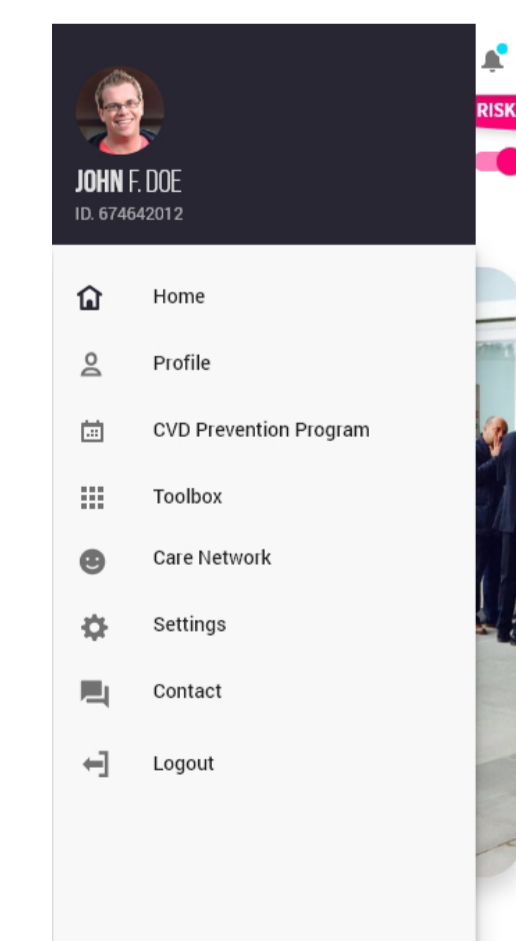 JOHN F. DOE
ID. 674642012
RISK
Home
Profile
CVD Prevention Program
Toolbox
Care Network
Settings
Contact
Logout